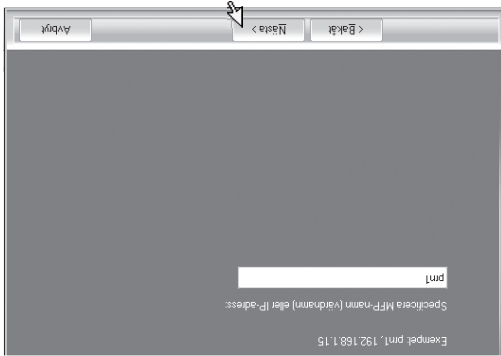 Exempel: prn1, 192.168.1.15
Specificera MFP-namn (värdnamn) eller IP-adress:
prn1
< Bakåt
Nästa >
Avbryt